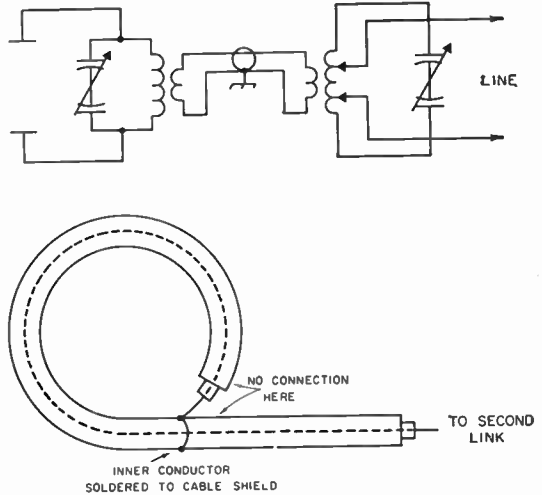 LINE
NO CONNECTION
HERE
TO SECOND
LINK
INNER CONDUCTOR
SOLDERED TO CABLE SHIELD